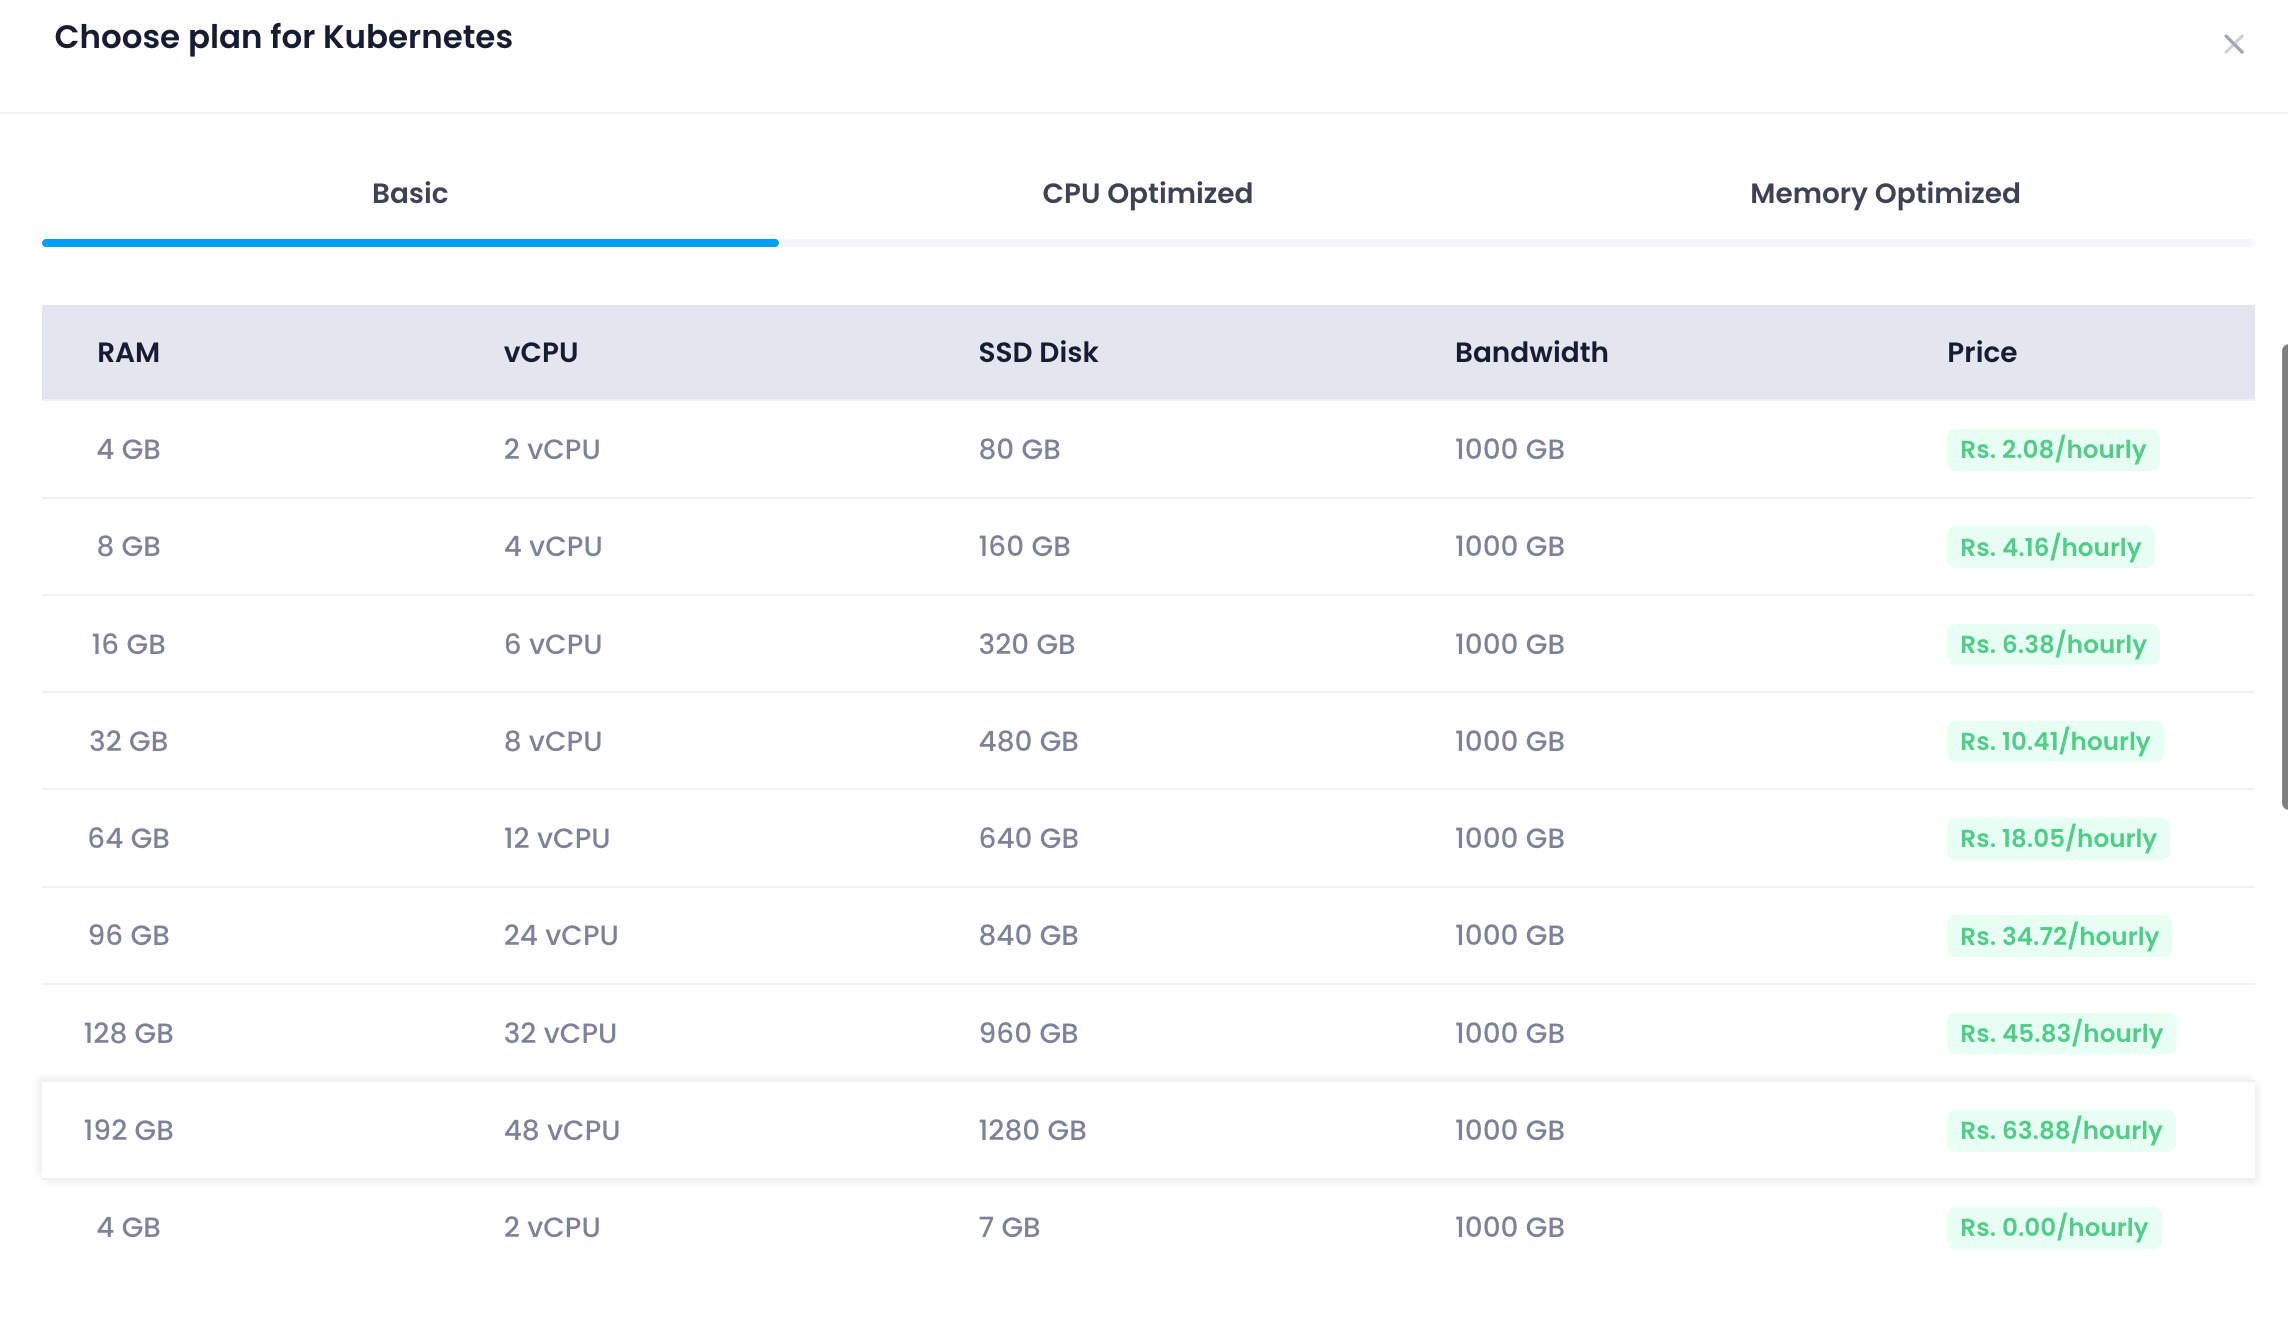 Choose plan for Kubernetes
Basic CPU Optimized Memory Optimized
RAM vCPU SSD Disk Bandwidth Price
4 GB 2 vCPU 80 GB 1000 GB Rs. 2.08/hourly
8 GB 4 vCPU 160 GB 1000 GB Rs. 4.16/hourly
16 GB 6 vCPU 320 GB 1000 GB Rs. 6.38/hourly
32 GB 8 vCPU 480 GB 1000 GB Rs. 10.41/hourly
64 GB 12 vCPU 640 GB 1000 GB Rs. 18.05/hourly
96 GB 24 vCPU 840 GB 1000 GB Rs. 34.72/hourly
128 GB 32 vCPU 960 GB 1000 GB Rs. 45.83/hourly
192 GB 48 vCPU 1280 GB 1000 GB Rs. 63.88/hourly
4 GB 2 vCPU 7 GB 1000 GB Rs. 0.00/hourly